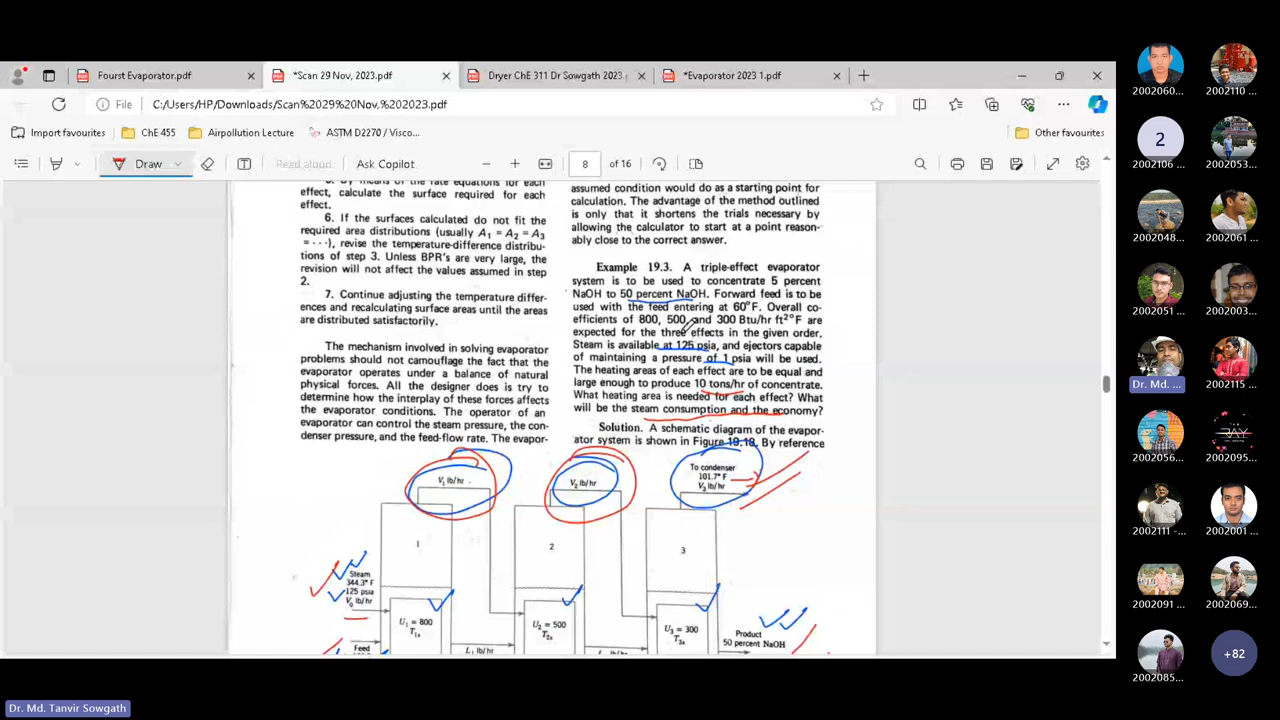 Fourst Evaporator.pdf
*Scan 29 Nov, 2023.pdf
Dryer ChE 311 Dr Sowgath 2023.
*Evaporator 2023 1.pdf
File
C:/Users/HP/Downloads/Scan%2029%20Nov,%202023.pdf
Import favourites
ChE 455
Airpollution Lecture
ASTM D2270 / Visco...
Other favourites
Draw
Read aloud
Ask Copilot
8
of 16
effect, calculate the surface required for each
effect.
6. If the surfaces calculated do not fit the
required area distributions (usually A₁ = A₂ = A₃
= ···), revise the temperature-difference distribu-
tions of step 3. Unless BPR's are very large, the
revision will not affect the values assumed in step
2.
7. Continue adjusting the temperature differ-
ences and recalculating surface areas until the areas
are distributed satisfactorily.
The mechanism involved in solving evaporator
problems should not camouflage the fact that the
evaporator operates under a balance of natural
physical forces. All the designer does is try to
determine how the interplay of these forces affects
the evaporator conditions. The operator of an
evaporator can control the steam pressure, the con-
denser pressure, and the feed-flow rate. The evapor-
assumed condition would do as a starting point for
calculation. The advantage of the method outlined
is only that it shortens the trials necessary by
allowing the calculator to start at a point reason-
ably close to the correct answer.
Example 19.3. A triple-effect evaporator
system is to be used to concentrate 5 percent
NaOH to 50 percent NaOH. Forward feed is to be
used with the feed entering at 60°F. Overall co-
efficients of 800, 500 and 300 Btu/hr ft²°F are
expected for the three effects in the given order.
Steam is available at 125 psia, and ejectors capable
of maintaining a pressure of 1 psia will be used.
The heating areas of each effect are to be equal and
large enough to produce 10 tons/hr of concentrate.
What heating area is needed for each effect? What
will be the steam consumption and the economy?
Solution. A schematic diagram of the evapor-
ator system is shown in Figure 19.18. By reference
V₁ lb/hr
V₂ lb/hr
To condenser
101.7° F
V₃ lb/hr
1
2
3
Steam
344.3° F
125 psia
V₀ lb/hr
U₁ = 800
T₁ₛ
U₂ = 500
T₂ₛ
U₃ = 300
T₃ₛ
Feed
L₁ lb/hr
lb/hr
Product
50 percent NaOH
2002060...
2002110 ...
2
2002106 ...
2002053...
2002048...
2002061 ...
2002051 ...
2002003...
Dr. Md. ...
2002115 ...
2002056...
THE
RAY
2002095...
2002111 -...
2002001 ...
2002091 ...
2002069...
2002085...
+82
Dr. Md. Tanvir Sowgath